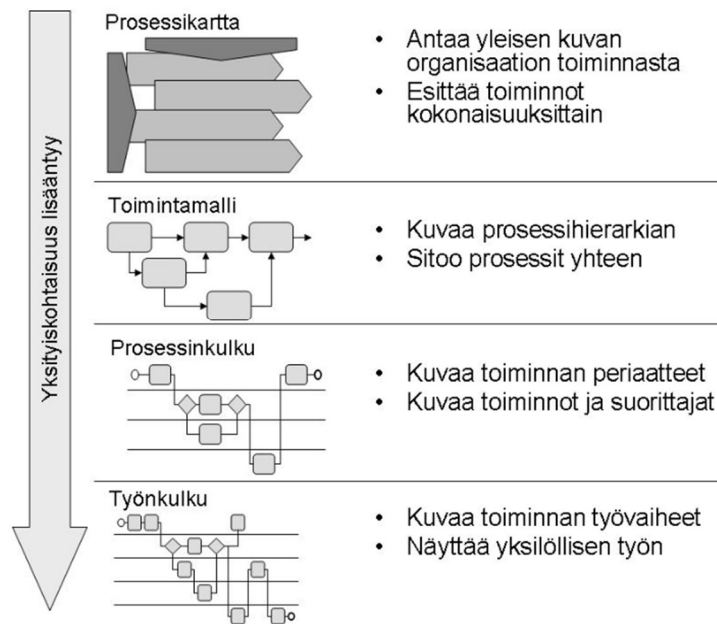 Yksityiskohtaisuus lisääntyy
Prosessikartta
• Antaa yleisen kuvan
organisaation toiminnasta
• Esittää toiminnot
kokonaisuuksittain
Toimintamalli
• Kuvaa prosessihierarkian
• Sitoo prosessit yhteen
Prosessinkulku
• Kuvaa toiminnan periaatteet
• Kuvaa toiminnot ja suorittajat
Työnkulku
• Kuvaa toiminnan työvaiheet
• Näyttää yksilöllisen työn